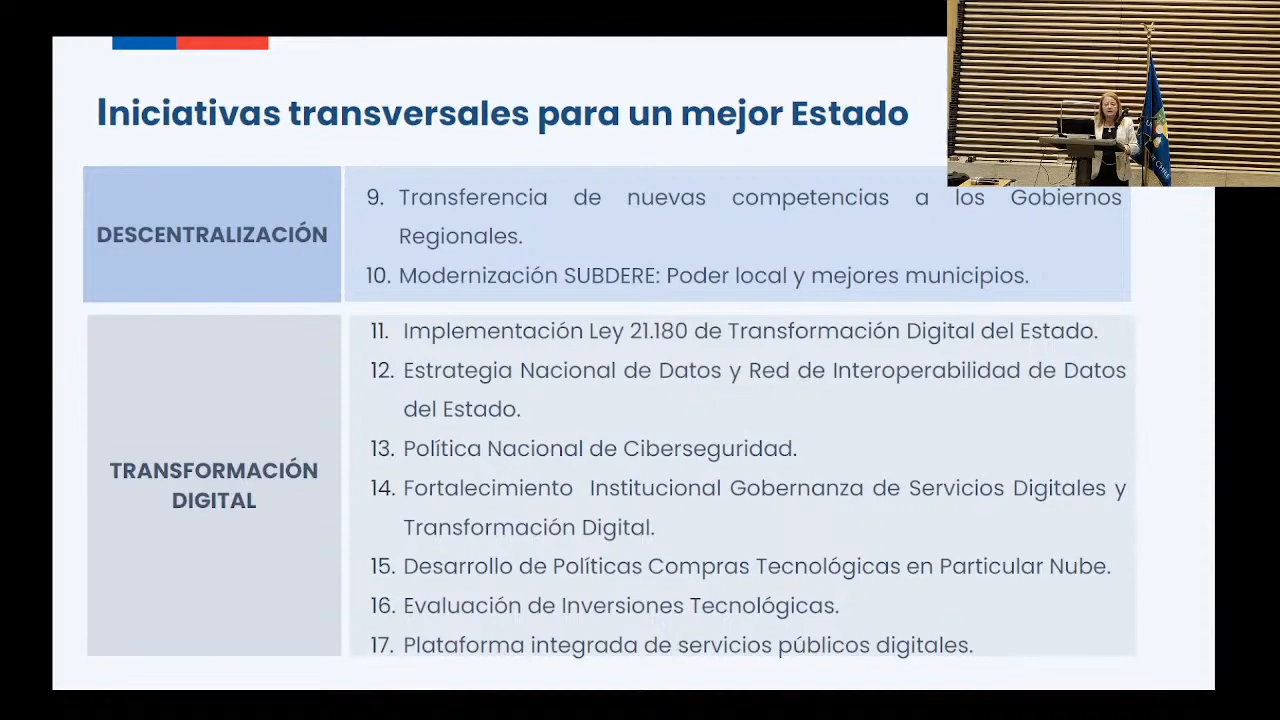 Iniciativas transversales para un mejor Estado
DESCENTRALIZACIÓN
9. Transferencia de nuevas competencias a los Gobiernos
Regionales.
10. Modernización SUBDERE: Poder local y mejores municipios.
TRANSFORMACIÓN
DIGITAL
11. Implementación Ley 21.180 de Transformación Digital del Estado.
12. Estrategia Nacional de Datos y Red de Interoperabilidad de Datos
del Estado.
13. Política Nacional de Ciberseguridad.
14. Fortalecimiento Institucional Gobernanza de Servicios Digitales y
Transformación Digital.
15. Desarrollo de Políticas Compras Tecnológicas en Particular Nube.
16. Evaluación de Inversiones Tecnológicas.
17. Plataforma integrada de servicios públicos digitales.